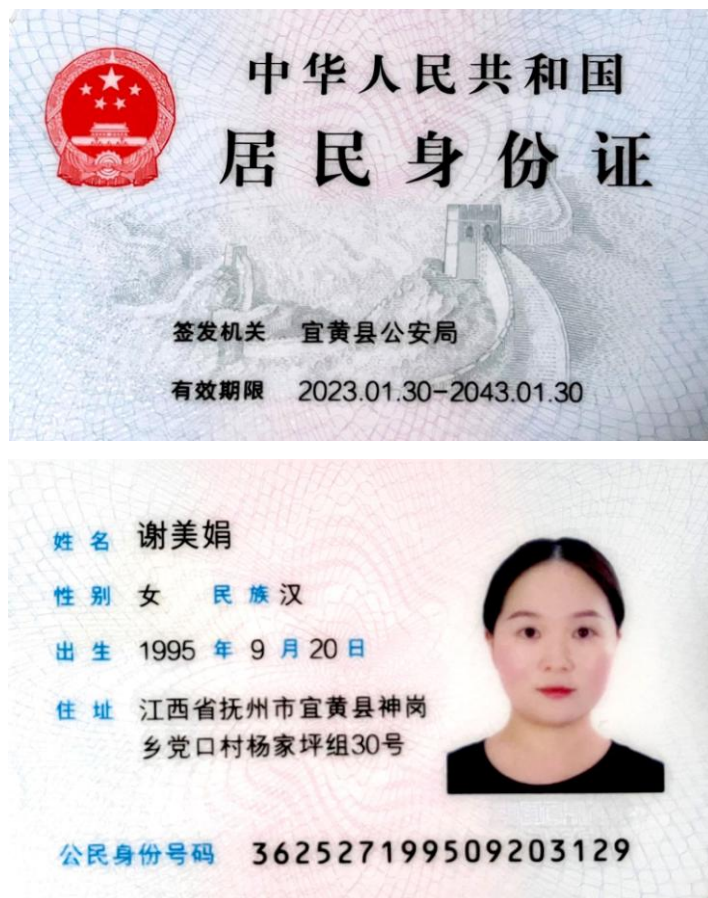 中华人民共和国
居民身份证
签发机关 宜黄县公安局
有效期限 2023.01.30-2043.01.30
姓名 谢美娟
性别 女 民族 汉
出生 1995 年 9 月 20 日
住址 江西省抚州市宜黄县神岗
乡党口村杨家坪组30号
公民身份号码 362527199509203129